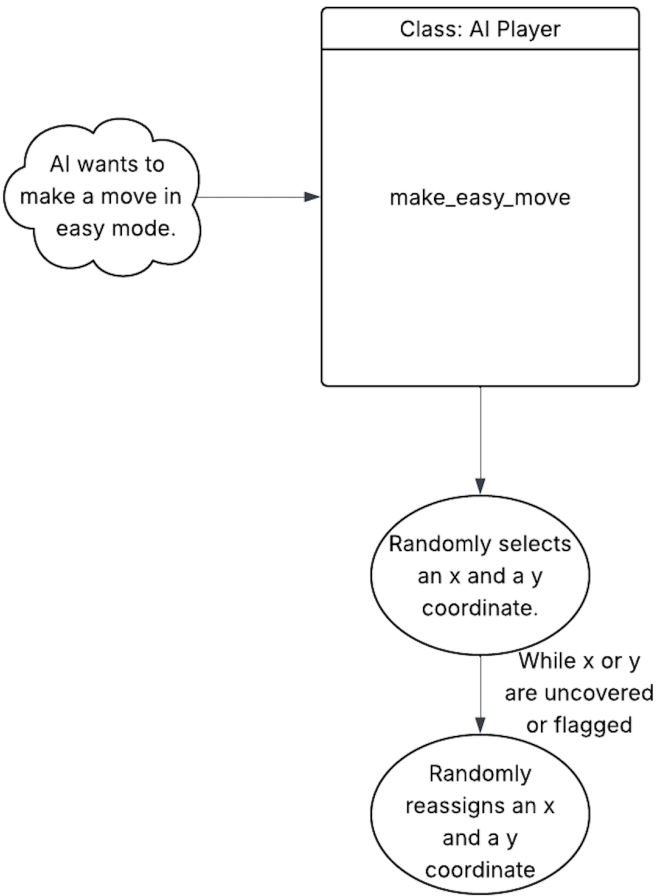 Class: AI Player
AI wants to
make a move in
easy mode.
make_easy_move
Randomly selects
an x and a y
coordinate.
While x or y
are uncovered
or flagged
Randomly
reassigns an x
and a y
coordinate